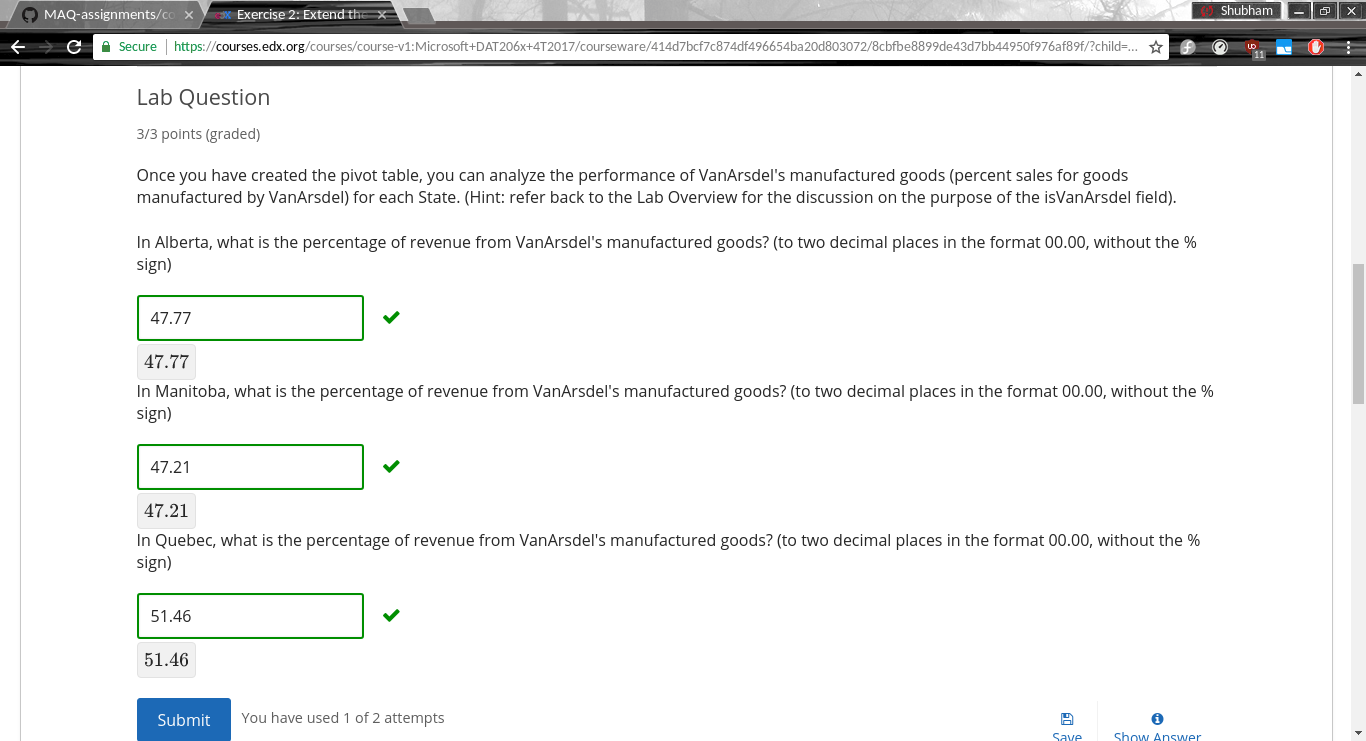 MAQ-assignments/co
Exercise 2: Extend th
Shubham
Secure
https://courses.edx.org/courses/course-v1:Microsoft+DAT206x+4T2017/courseware/414d7bcf7c874df496654ba20d803072/8cbfbe8899de43d7bb44950f976af89f/?child=...
11
Lab Question
3/3 points (graded)
Once you have created the pivot table, you can analyze the performance of VanArsdel's manufactured goods (percent sales for goods
manufactured by VanArsdel) for each State. (Hint: refer back to the Lab Overview for the discussion on the purpose of the isVanArsdel field).
In Alberta, what is the percentage of revenue from VanArsdel's manufactured goods? (to two decimal places in the format 00.00, without the %
sign)
47.77
47.77
In Manitoba, what is the percentage of revenue from VanArsdel's manufactured goods? (to two decimal places in the format 00.00, without the %
sign)
47.21
47.21
In Quebec, what is the percentage of revenue from VanArsdel's manufactured goods? (to two decimal places in the format 00.00, without the %
sign)
51.46
51.46
Submit
You have used 1 of 2 attempts
Save
Show Answer